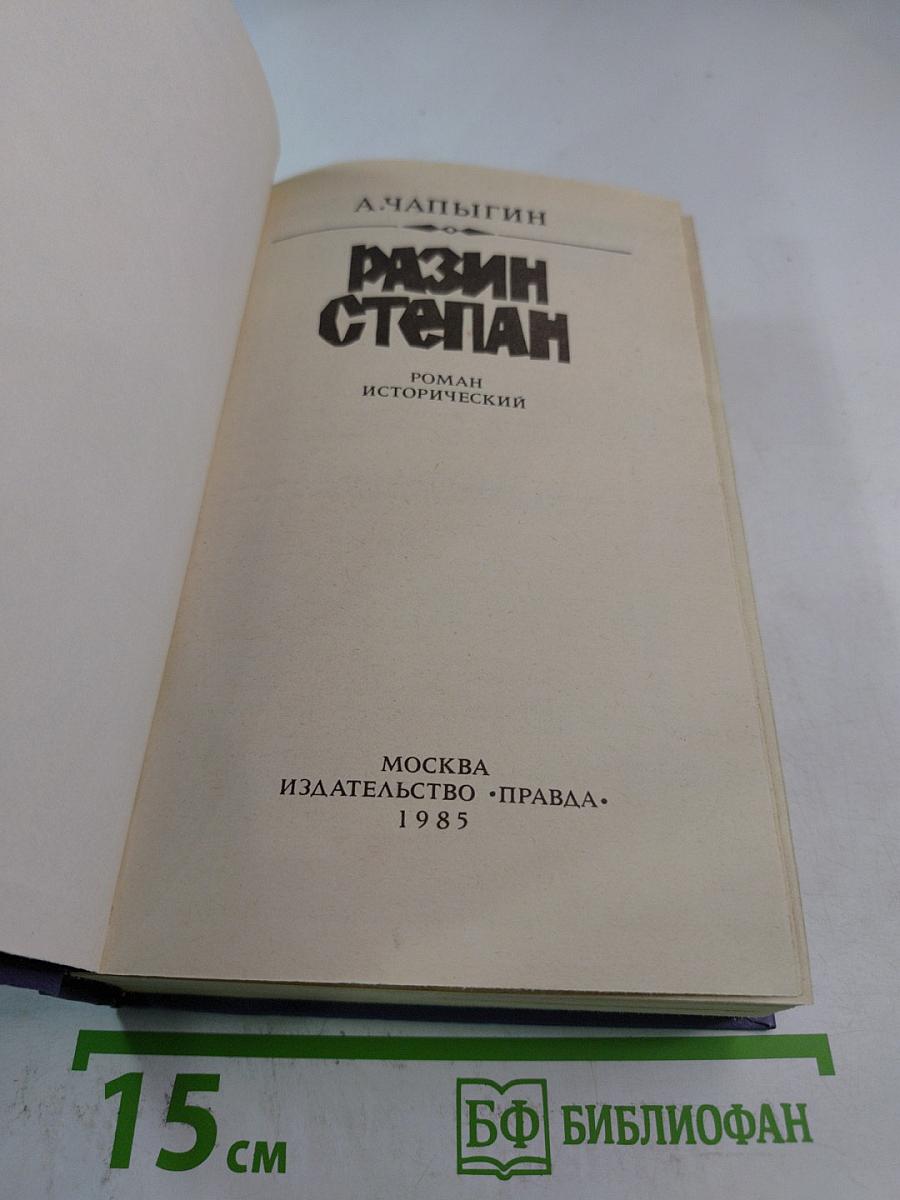 А.ЧАПЫГИН
РАЗИН
СТЕПАН
РОМАН
ИСТОРИЧЕСКИЙ
МОСКВА
ИЗДАТЕЛЬСТВО •ПРАВДА•
1985
15 см
БФ БИБЛИОФАН